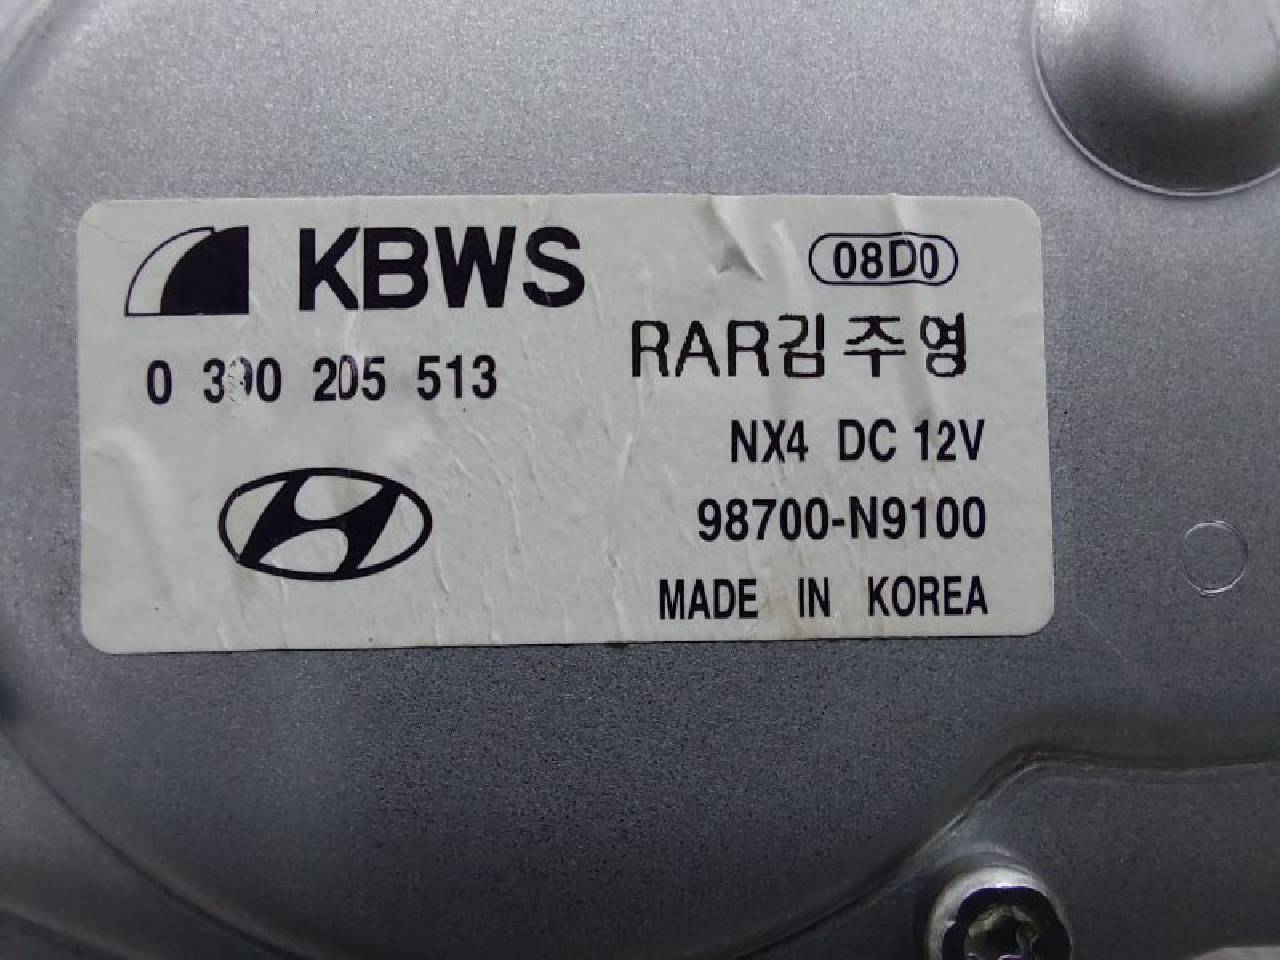 KBWS
08D0
RAR김주영
0 390 205 513
NX4 DC 12V
98700-N9100
MADE IN KOREA